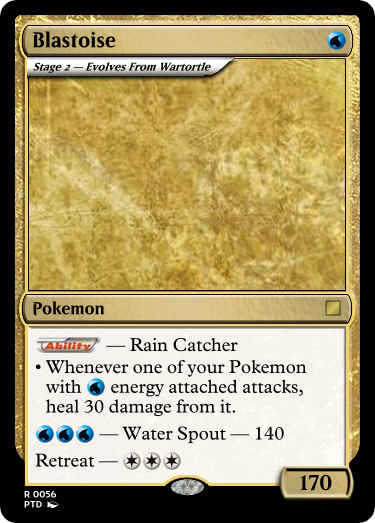 Blastoise
Stage 2 — Evolves From Wartortle
Pokemon
Ability — Rain Catcher
• Whenever one of your Pokemon
with energy attached attacks,
heal 30 damage from it.
— Water Spout — 140
Retreat —
170
R 0056
PTD